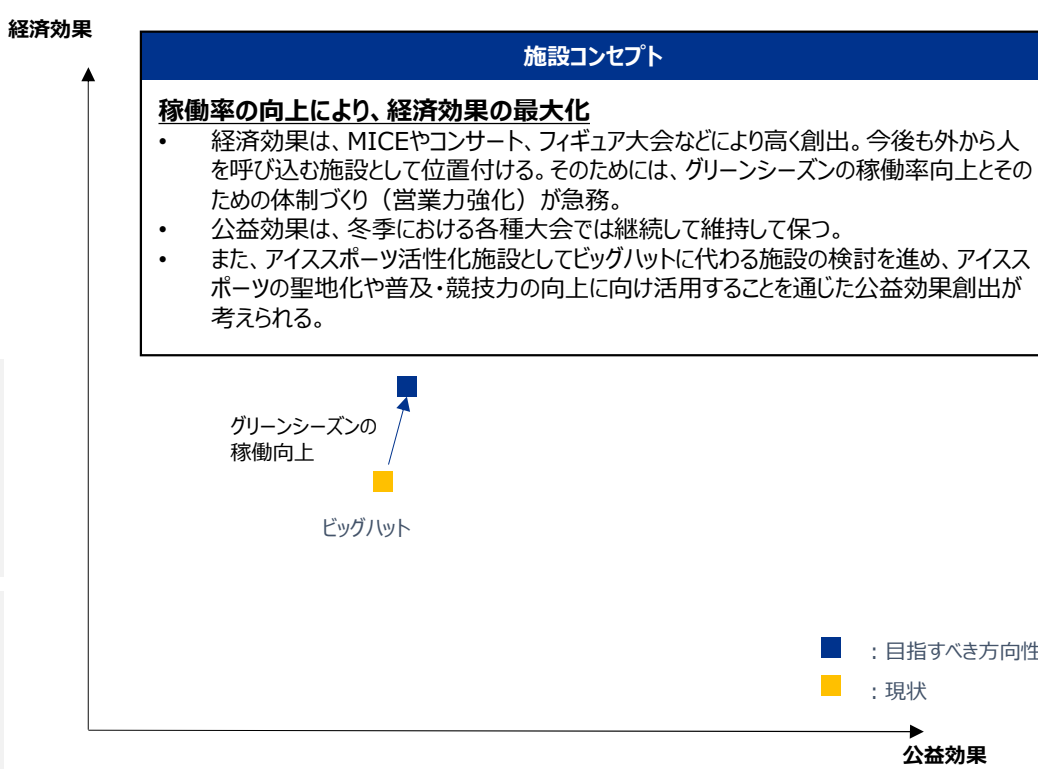 経済効果
施設コンセプト
稼働率の向上により、経済効果の最大化
• 経済効果は、MICEやコンサート、フィギュア大会などにより高く創出。今後も外から人
を呼び込む施設として位置付ける。そのためには、グリーンシーズンの稼働率向上とその
ための体制づくり（営業力強化）が急務。
• 公益効果は、冬季における各種大会では継続して維持して保つ。
• また、アイススポーツ活性化施設としてビッグハットに代わる施設の検討を進め、アイスス
ポーツの聖地化や普及・競技力の向上に向け活用することを通じた公益効果創出が
考えられる。
グリーンシーズンの
稼働向上
ビッグハット
：目指すべき方向性
：現状
公益効果